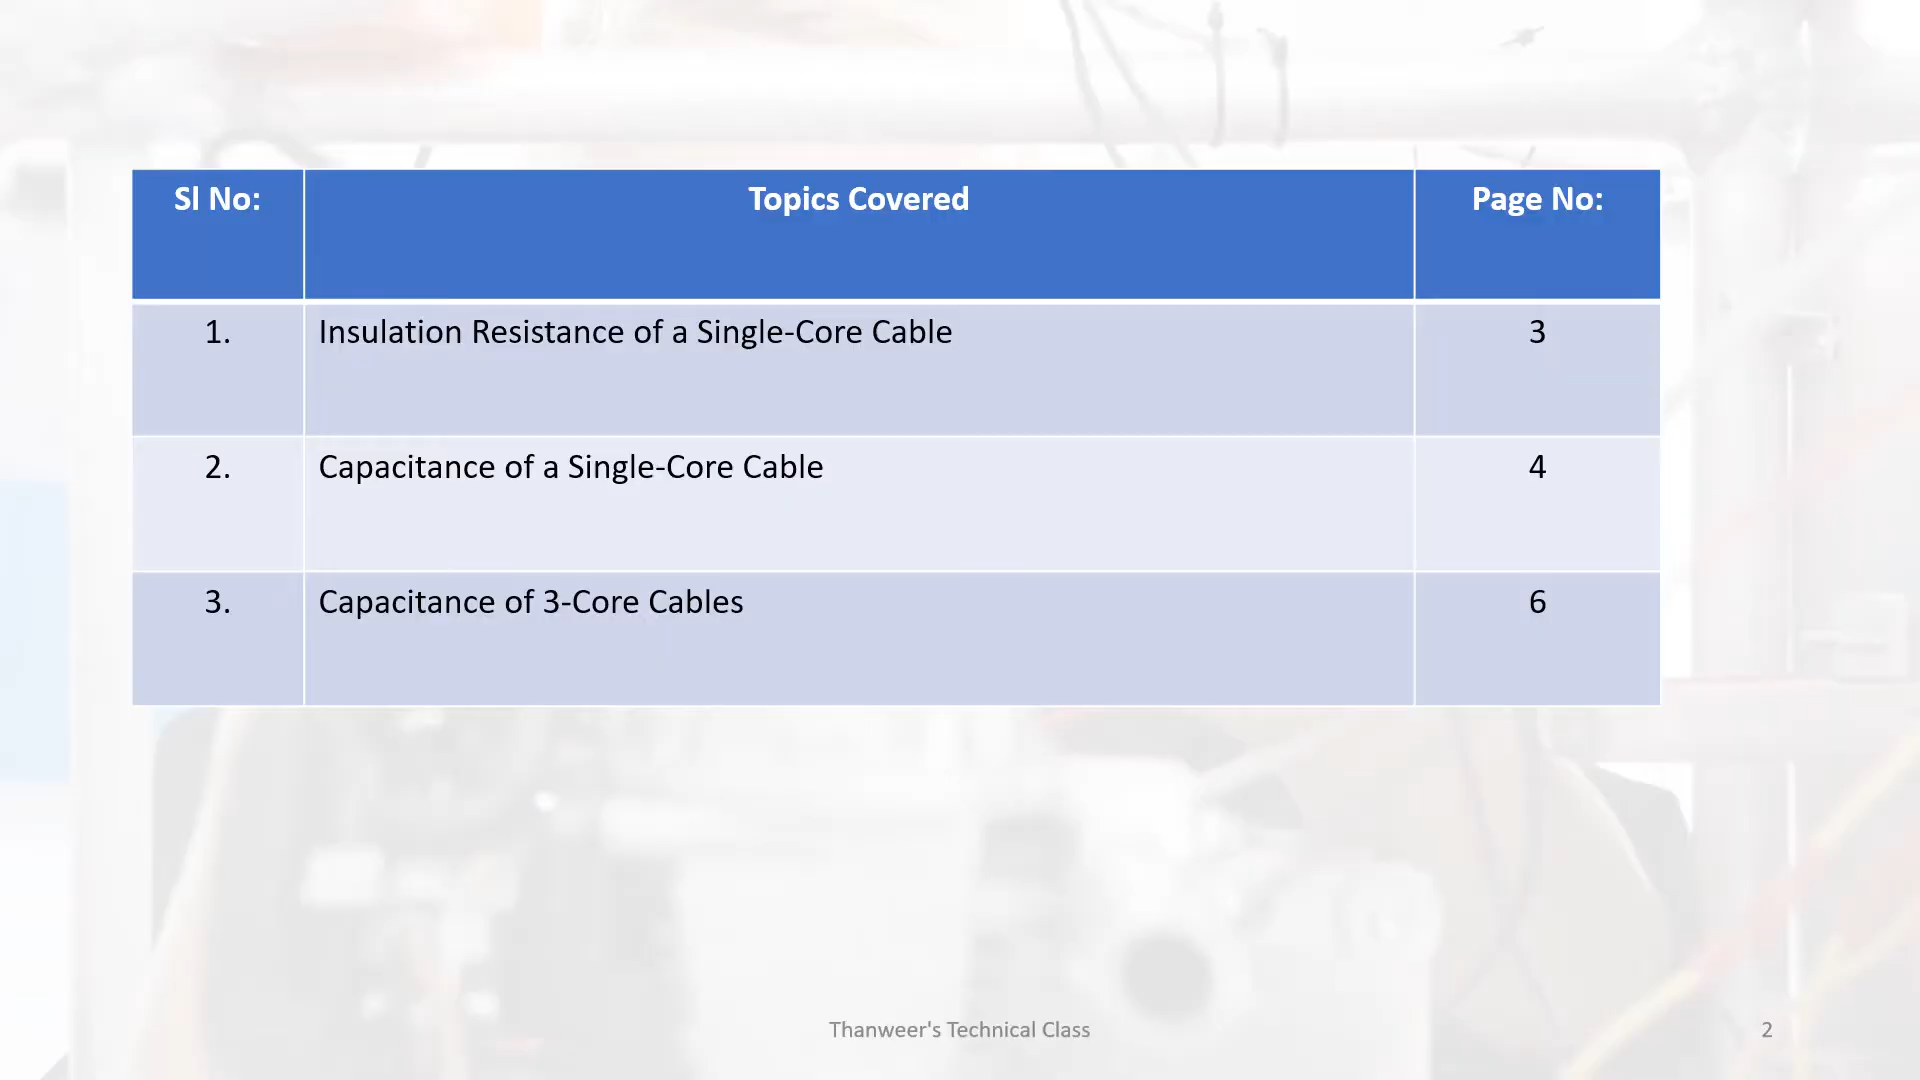 Sl No: Topics Covered Page No:
1. Insulation Resistance of a Single-Core Cable 3
2. Capacitance of a Single-Core Cable 4
3. Capacitance of 3-Core Cables 6
Thanweer's Technical Class 2